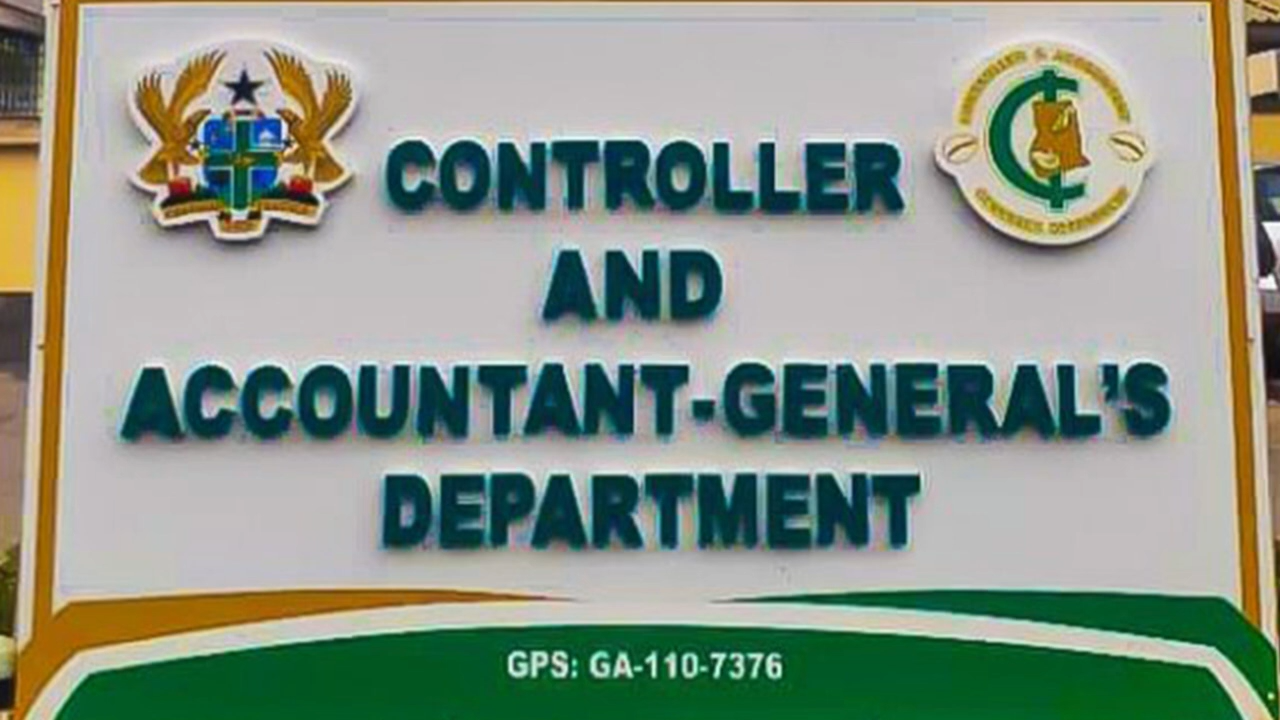 CONTROLLER
AND
ACCOUNTANT-GENERAL'S
DEPARTMENT
GPS: GA-110-7376